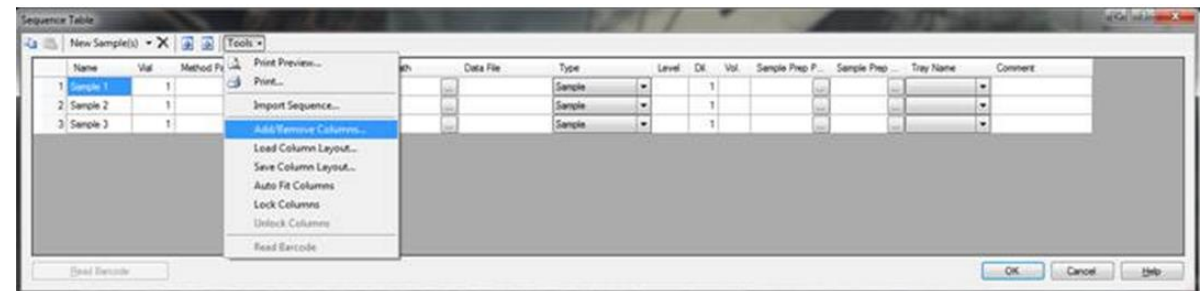 Sequence Table
New Sample(s) Tools
Name Vial Method Pa ath Data File Type Level Dil. Vol. Sample Prep P... Sample Prep ... Tray Name Comment
1 Sample 1 1 ... Sample 1 ... ...
2 Sample 2 1 ... Sample 1 ... ...
3 Sample 3 1 ... Sample 1 ... ...
Print Preview...
Print...
Import Sequence...
Add/Remove Columns...
Load Column Layout...
Save Column Layout...
Auto Fit Columns
Lock Columns
Unlock Columns
Read Barcode
Read Barcode OK Cancel Help